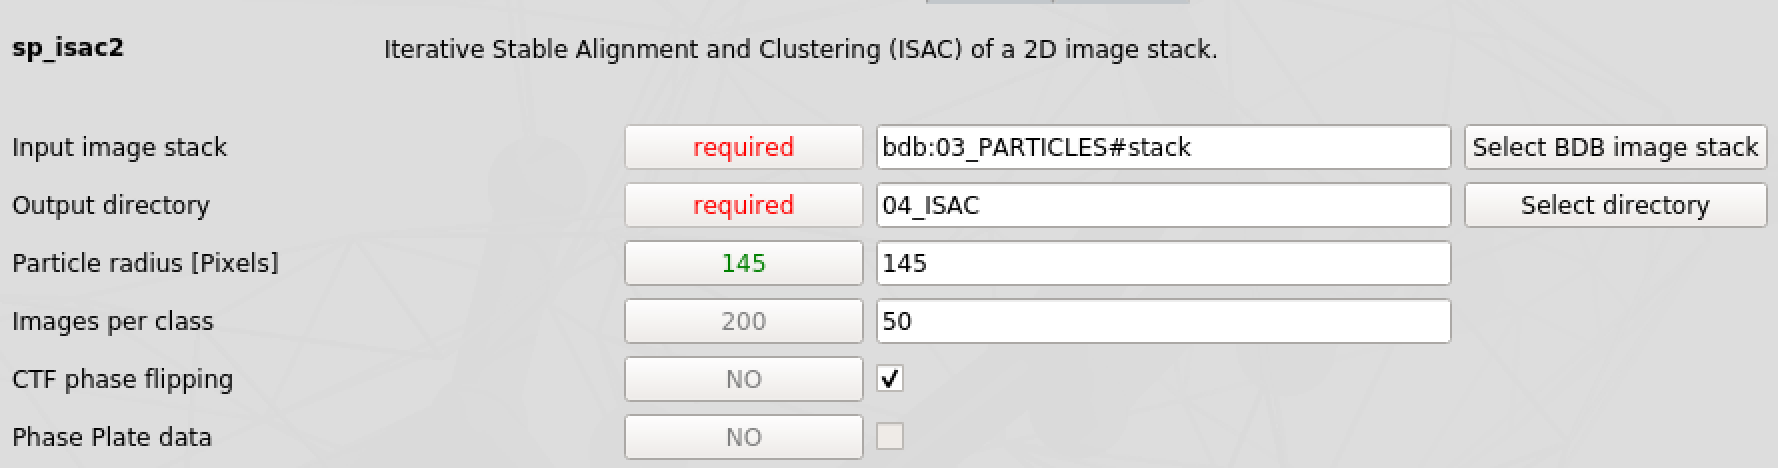 sp_isac2 Iterative Stable Alignment and Clustering (ISAC) of a 2D image stack.
Input image stack required bdb:03_PARTICLES#stack Select BDB image stack
Output directory required 04_ISAC Select directory
Particle radius [Pixels] 145 145
Images per class 200 50
CTF phase flipping NO
Phase Plate data NO